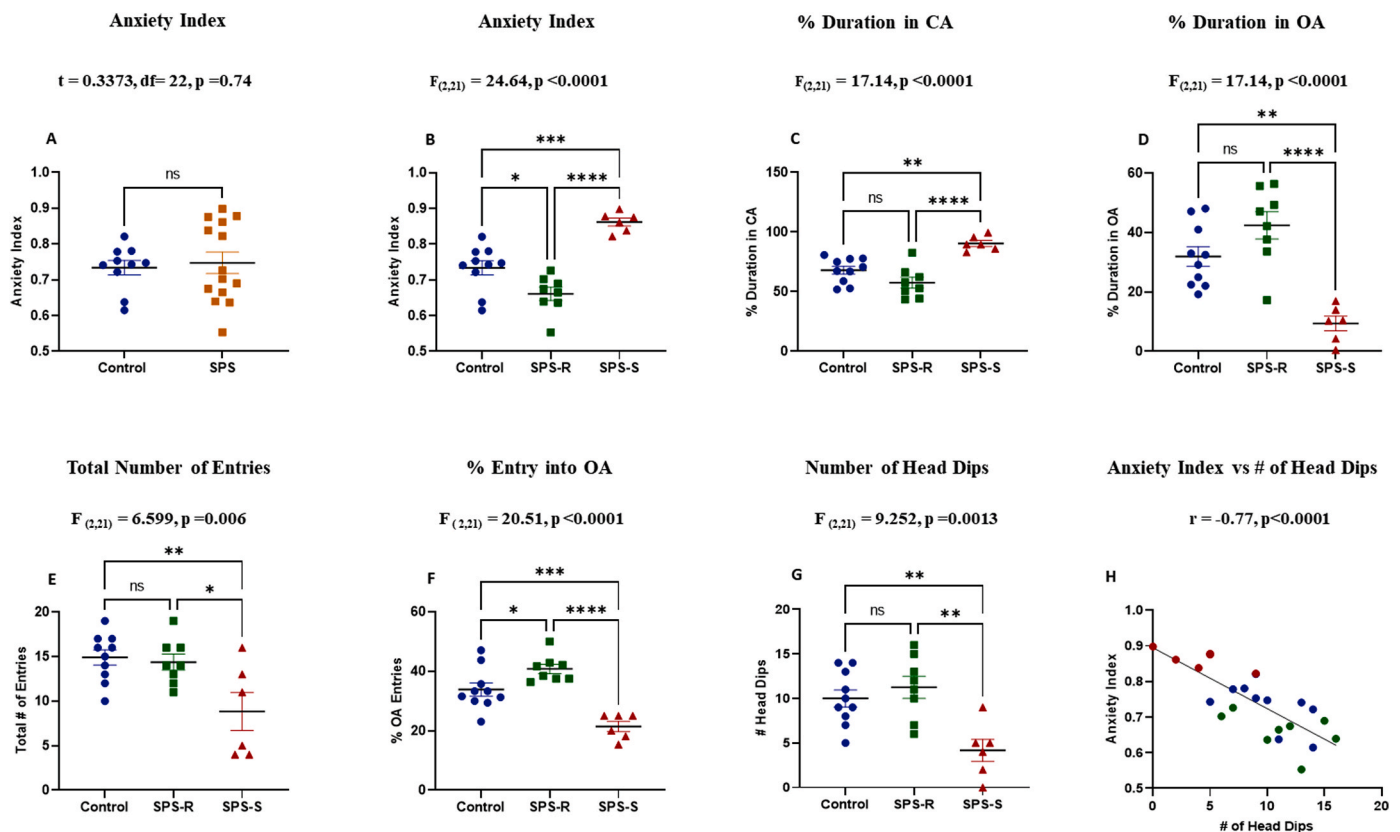 Anxiety Index
t = 0.3373, df= 22, p =0.74
A
ns
1.0
0.9
0.8
0.7
0.6
0.5
Anxiety Index
Control
SPS
Anxiety Index
F(2,21) = 24.64, p <0.0001
B
***
*
****
1.0
0.9
0.8
0.7
0.6
0.5
Anxiety Index
Control
SPS-R
SPS-S
% Duration in CA
F(2,21) = 17.14, p <0.0001
C
**
ns
****
150
100
50
0
% Duration in CA
Control
SPS-R
SPS-S
% Duration in OA
F(2,21) = 17.14, p <0.0001
D
**
ns
****
60
40
20
0
% Duration in OA
Control
SPS-R
SPS-S
Total Number of Entries
F (2,21) = 6.599, p =0.006
E
**
ns
*
20
15
10
5
0
Total # of Entries
Control
SPS-R
SPS-S
% Entry into OA
F ( 2,21) = 20.51, p <0.0001
F
***
*
****
60
40
20
0
% OA Entries
Control
SPS-R
SPS-S
Number of Head Dips
F (2,21) = 9.252, p =0.0013
G
**
ns
**
20
15
10
5
0
# Head Dips
Control
SPS-R
SPS-S
Anxiety Index vs # of Head Dips
r = -0.77, p<0.0001
H
1.0
0.9
0.8
0.7
0.6
0.5
Anxiety Index
0
5
10
15
20
# of Head Dips